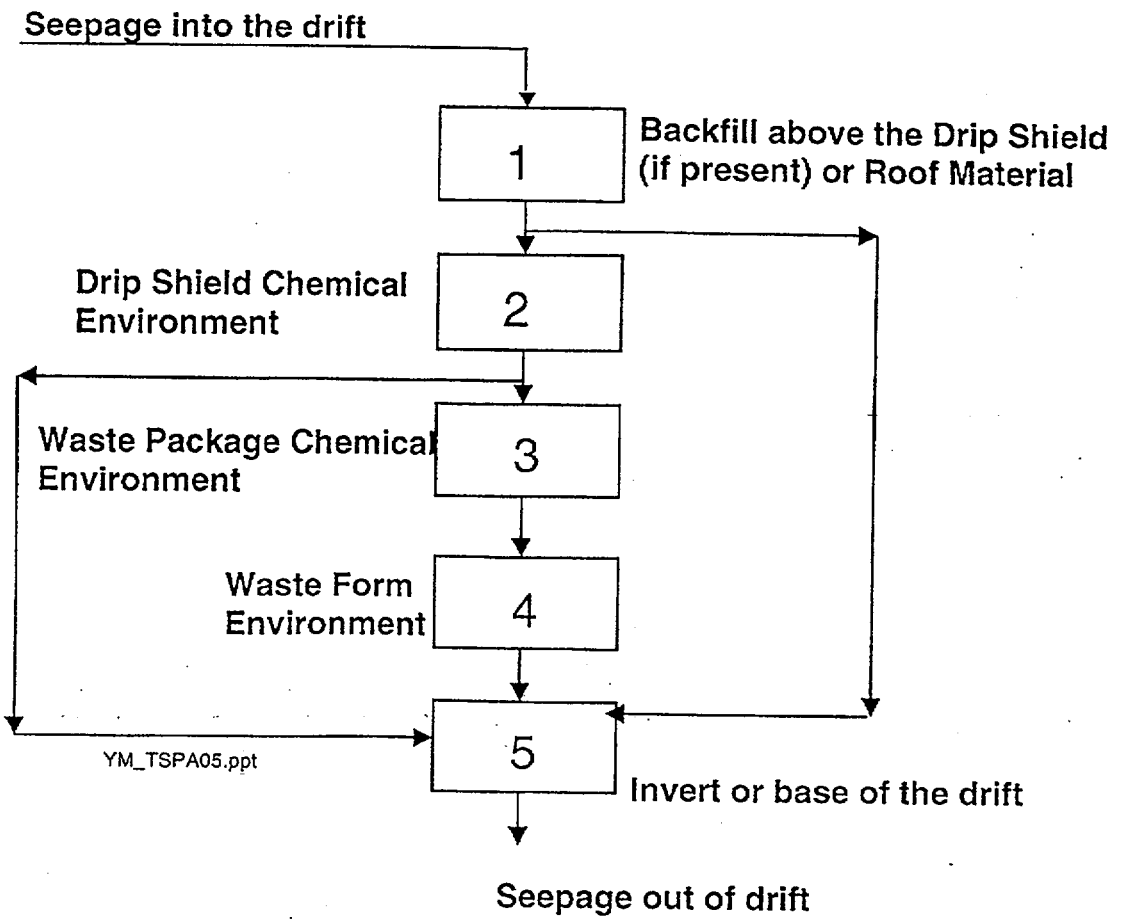 Seepage into the drift
1
Backfill above the Drip Shield
(if present) or Roof Material
Drip Shield Chemical
Environment
2
Waste Package Chemical
Environment
3
Waste Form
Environment
4
5
YM_TSPA05.ppt
Invert or base of the drift
Seepage out of drift